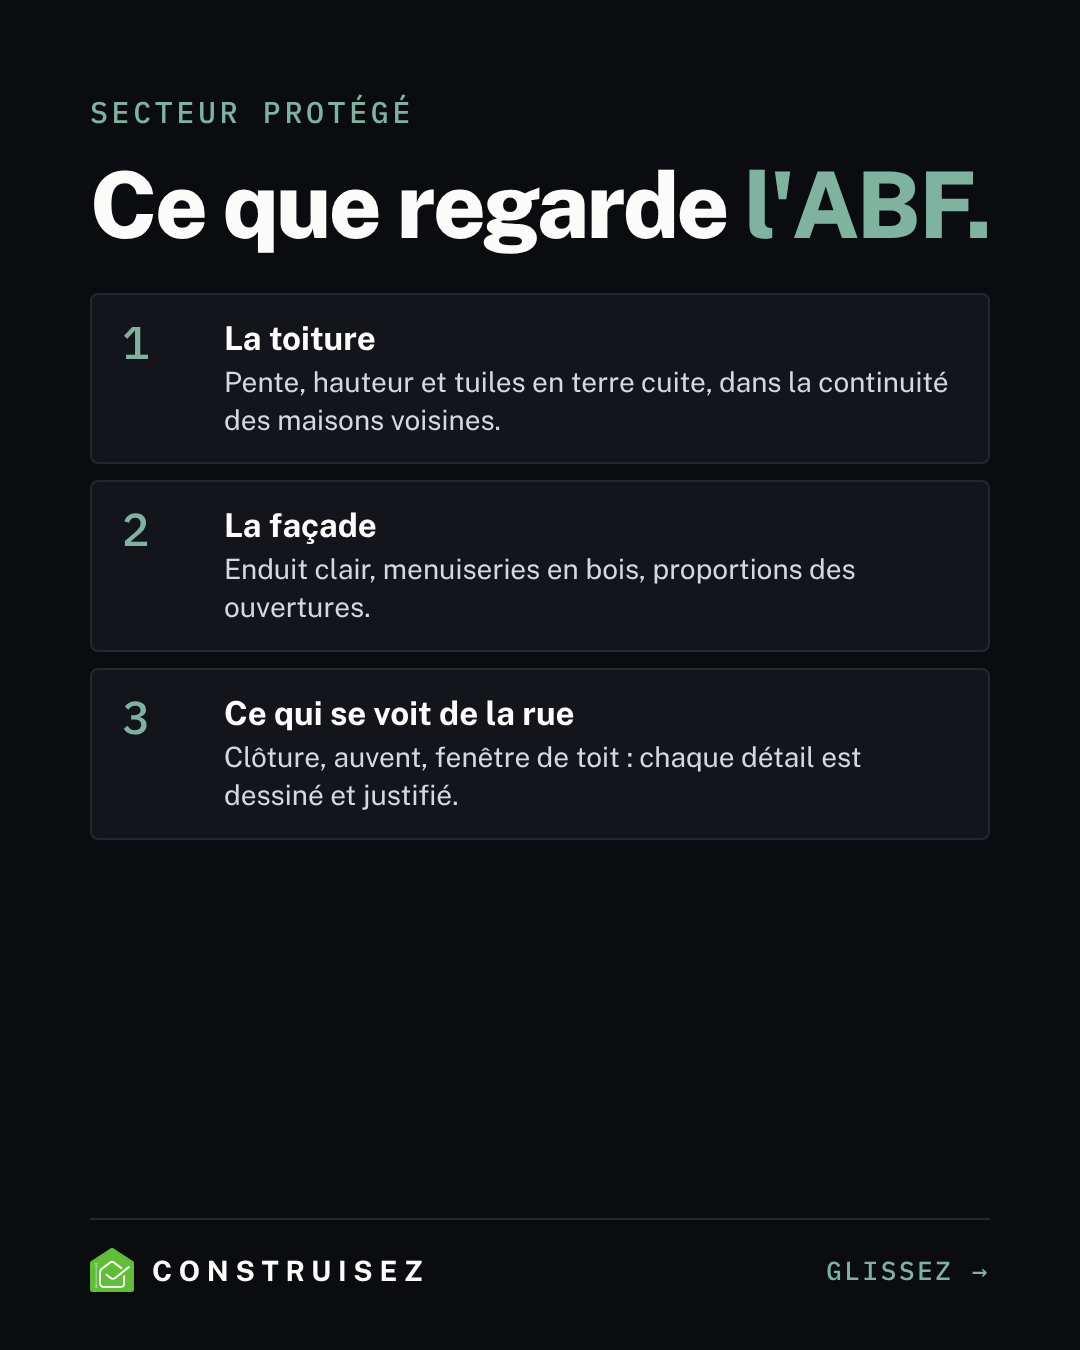 SECTEUR PROTÉGÉ
Ce que regarde l'ABF.
1
La toiture
Pente, hauteur et tuiles en terre cuite, dans la continuité
des maisons voisines.
2
La façade
Enduit clair, menuiseries en bois, proportions des
ouvertures.
3
Ce qui se voit de la rue
Clôture, auvent, fenêtre de toit : chaque détail est
dessiné et justifié.
CONSTRUISEZ
GLISSEZ →